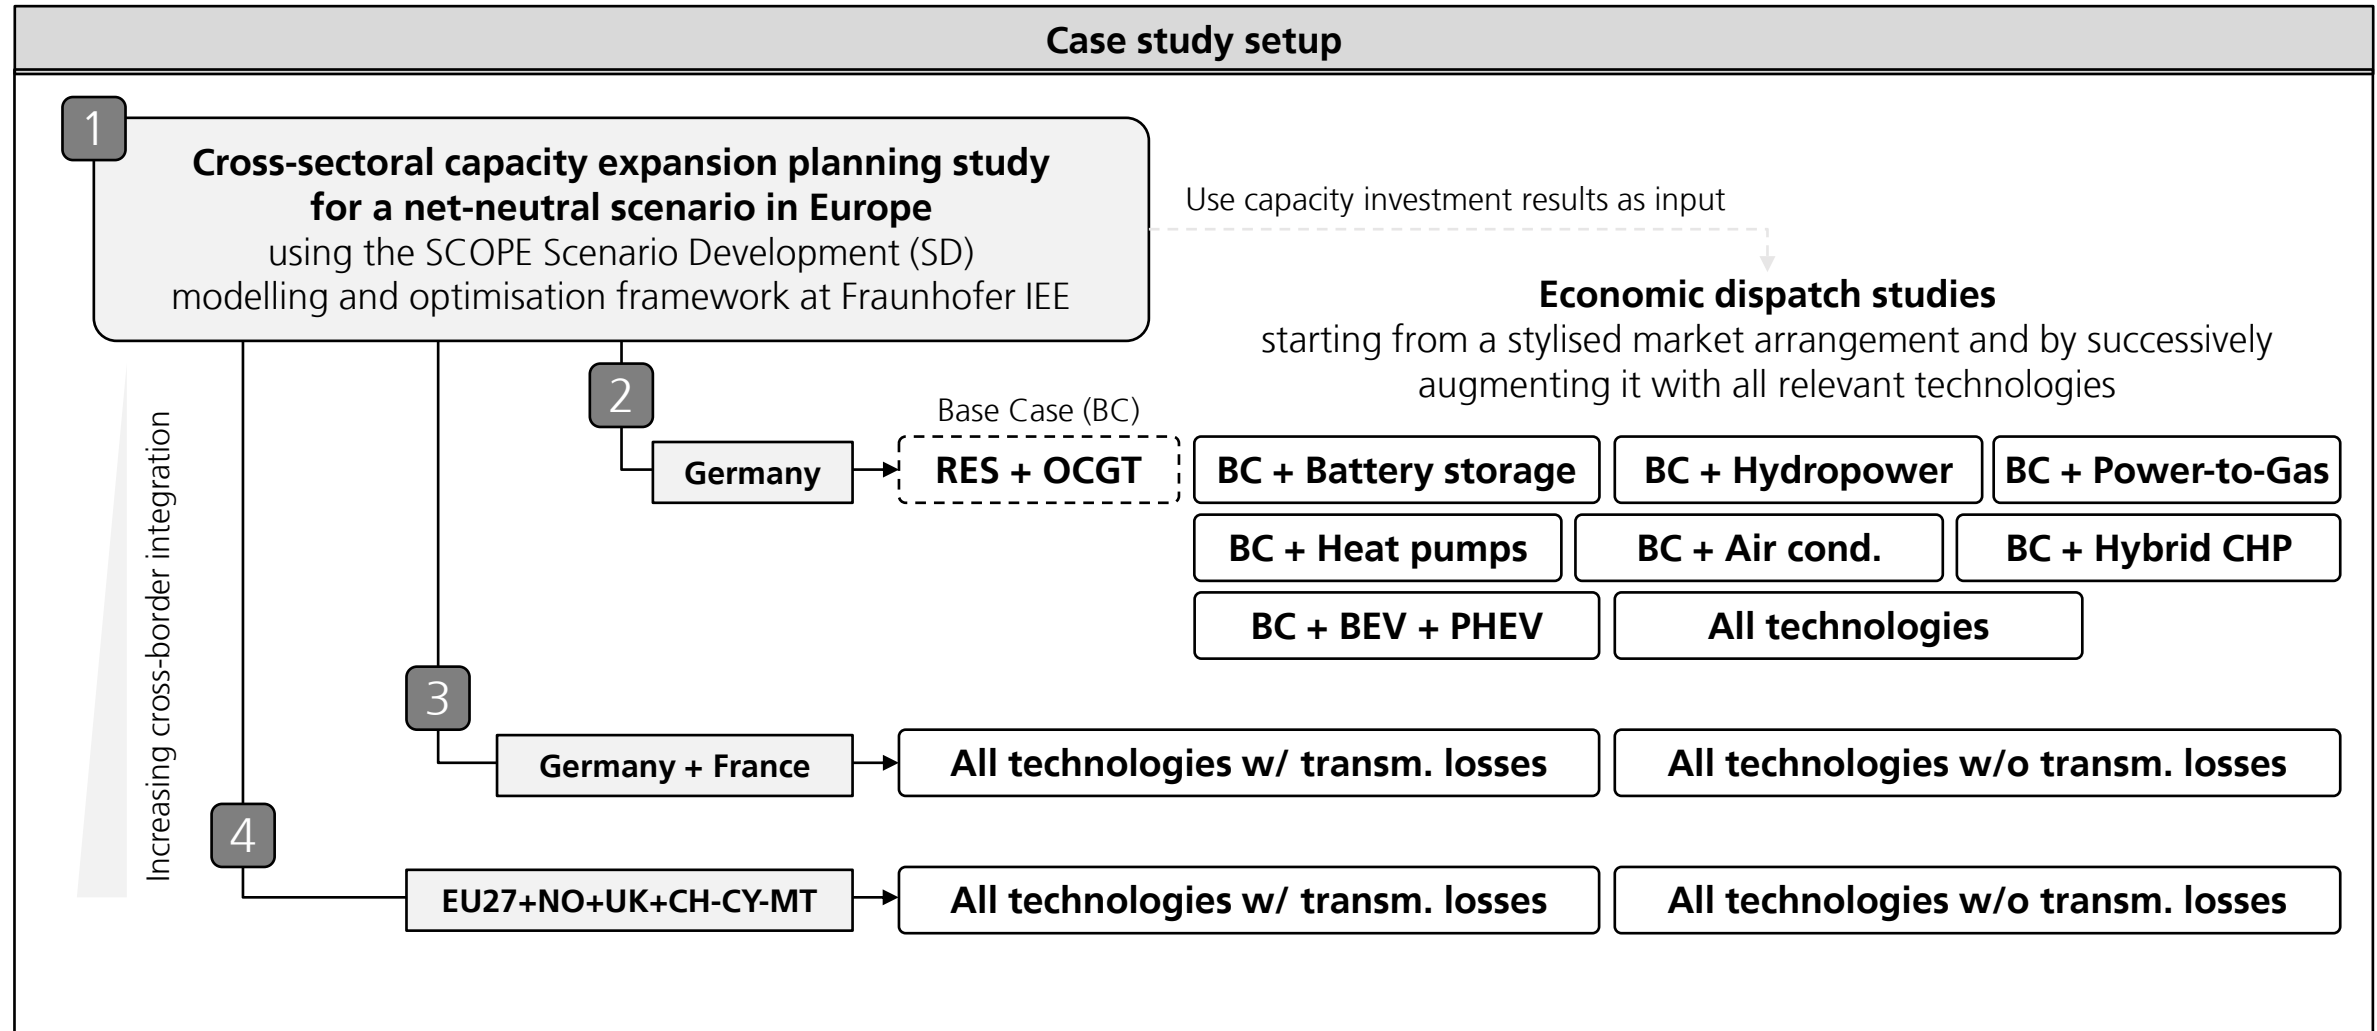 Case study setup
1
Cross-sectoral capacity expansion planning study
for a net-neutral scenario in Europe
using the SCOPE Scenario Development (SD)
modelling and optimisation framework at Fraunhofer IEE
Use capacity investment results as input
Economic dispatch studies
starting from a stylised market arrangement and by successively
augmenting it with all relevant technologies
Increasing cross-border integration
2
Base Case (BC)
Germany
RES + OCGT
BC + Battery storage
BC + Hydropower
BC + Power-to-Gas
BC + Heat pumps
BC + Air cond.
BC + Hybrid CHP
BC + BEV + PHEV
All technologies
3
Germany + France
All technologies w/ transm. losses
All technologies w/o transm. losses
4
EU27+NO+UK+CH-CY-MT
All technologies w/ transm. losses
All technologies w/o transm. losses